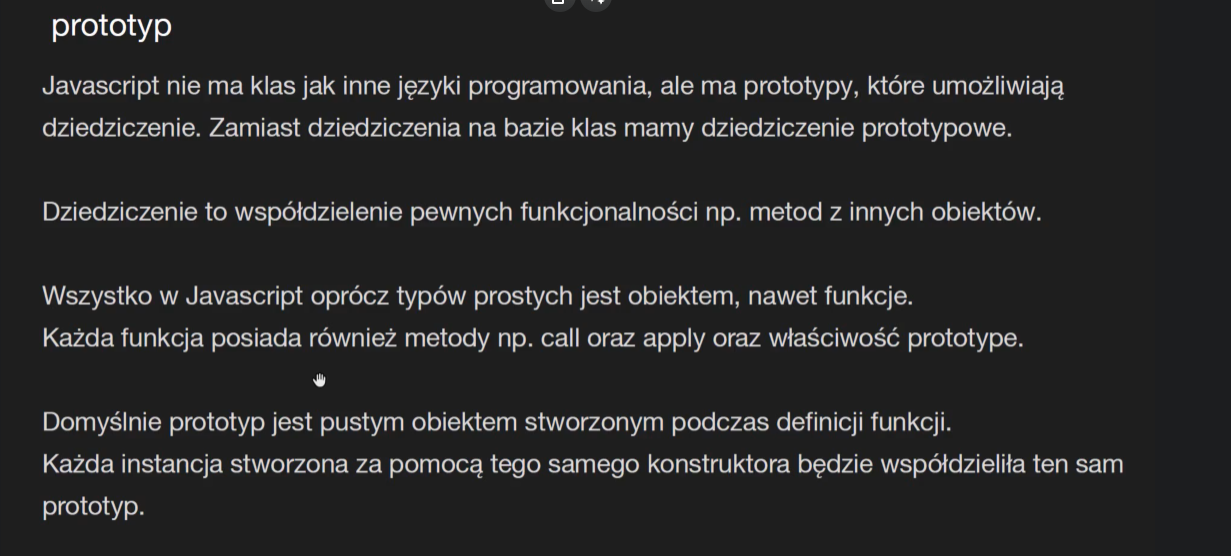 prototyp
Javascript nie ma klas jak inne języki programowania, ale ma prototypy, które umożliwiają
dziedziczenie. Zamiast dziedziczenia na bazie klas mamy dziedziczenie prototypowe.
Dziedziczenie to współdzielenie pewnych funkcjonalności np. metod z innych obiektów.
Wszystko w Javascript oprócz typów prostych jest obiektem, nawet funkcje.
Każda funkcja posiada również metody np. call oraz apply oraz właściwość prototype.
Domyślnie prototyp jest pustym obiektem stworzonym podczas definicji funkcji.
Każda instancja stworzona za pomocą tego samego konstruktora będzie współdzieliła ten sam
prototyp.